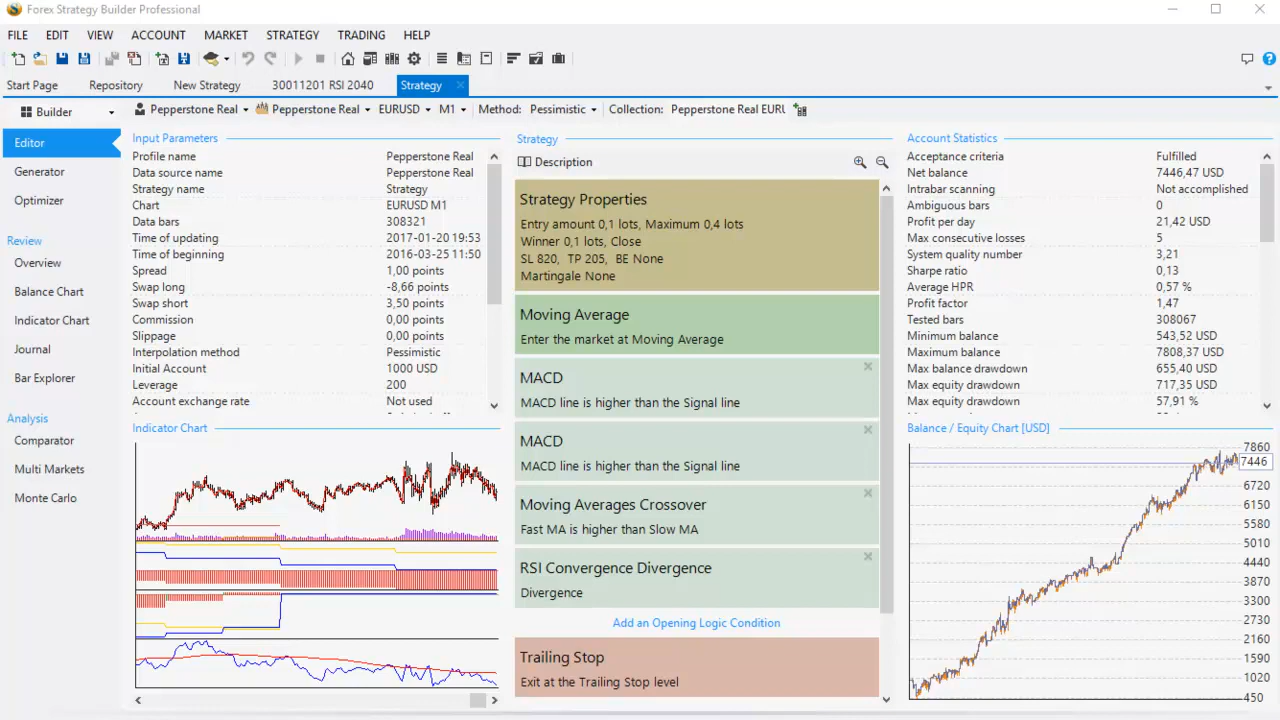 Forex Strategy Builder Professional
FILE EDIT VIEW ACCOUNT MARKET STRATEGY TRADING HELP
Start Page Repository New Strategy 30011201 RSI 2040 Strategy
Builder Pepperstone Real Pepperstone Real EURUSD M1 Method: Pessimistic Collection: Pepperstone Real EURU
Editor
Generator
Optimizer
Review
Overview
Balance Chart
Indicator Chart
Journal
Bar Explorer
Analysis
Comparator
Multi Markets
Monte Carlo
Input Parameters
Profile name Pepperstone Real
Data source name Pepperstone Real
Strategy name Strategy
Chart EURUSD M1
Data bars 308321
Time of updating 2017-01-20 19:53
Time of beginning 2016-03-25 11:50
Spread 1,00 points
Swap long -8,66 points
Swap short 3,50 points
Commission 0,00 points
Slippage 0,00 points
Interpolation method Pessimistic
Initial Account 1000 USD
Leverage 200
Account exchange rate Not used
Indicator Chart
Strategy
Description
Strategy Properties
Entry amount 0,1 lots, Maximum 0,4 lots
Winner 0,1 lots, Close
SL 820, TP 205, BE None
Martingale None
Moving Average
Enter the market at Moving Average
MACD
MACD line is higher than the Signal line
MACD
MACD line is higher than the Signal line
Moving Averages Crossover
Fast MA is higher than Slow MA
RSI Convergence Divergence
Divergence
Add an Opening Logic Condition
Trailing Stop
Exit at the Trailing Stop level
Account Statistics
Acceptance criteria Fulfilled
Net balance 7446,47 USD
Intrabar scanning Not accomplished
Ambiguous bars 0
Profit per day 21,42 USD
Max consecutive losses 5
System quality number 3,21
Sharpe ratio 0,13
Average HPR 0,57 %
Profit factor 1,47
Tested bars 308067
Minimum balance 543,52 USD
Maximum balance 7808,37 USD
Max balance drawdown 655,40 USD
Max equity drawdown 717,35 USD
Max equity drawdown 57,91 %
Balance / Equity Chart [USD]
7860
7446
6720
6150
5580
5010
4440
3870
3300
2730
2160
1590
1020
450